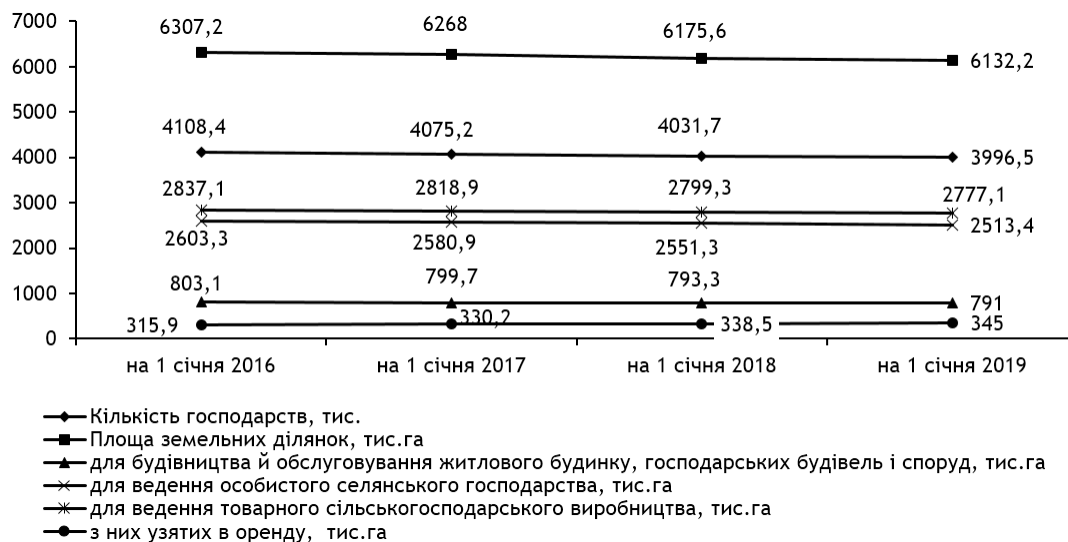 7000
6307,2 6268 6175,6
6000 6132,2
5000
4108,4 4075,2 4031,7
4000 3996,5
3000 2837,1 2818,9 2799,3 2777,1
2513,4
2000 2603,3 2580,9 2551,3
1000 803,1 799,7 793,3 791
315,9 330,2 338,5 345
0
на 1 січня 2016 на 1 січня 2017 на 1 січня 2018 на 1 січня 2019
Кількість господарств, тис.
Площа земельних ділянок, тис.га
для будівництва й обслуговування житлового будинку, господарських будівель і споруд, тис.га
для ведення особистого селянського господарства, тис.га
для ведення товарного сільськогосподарського виробництва, тис.га
з них узятих в оренду, тис.га